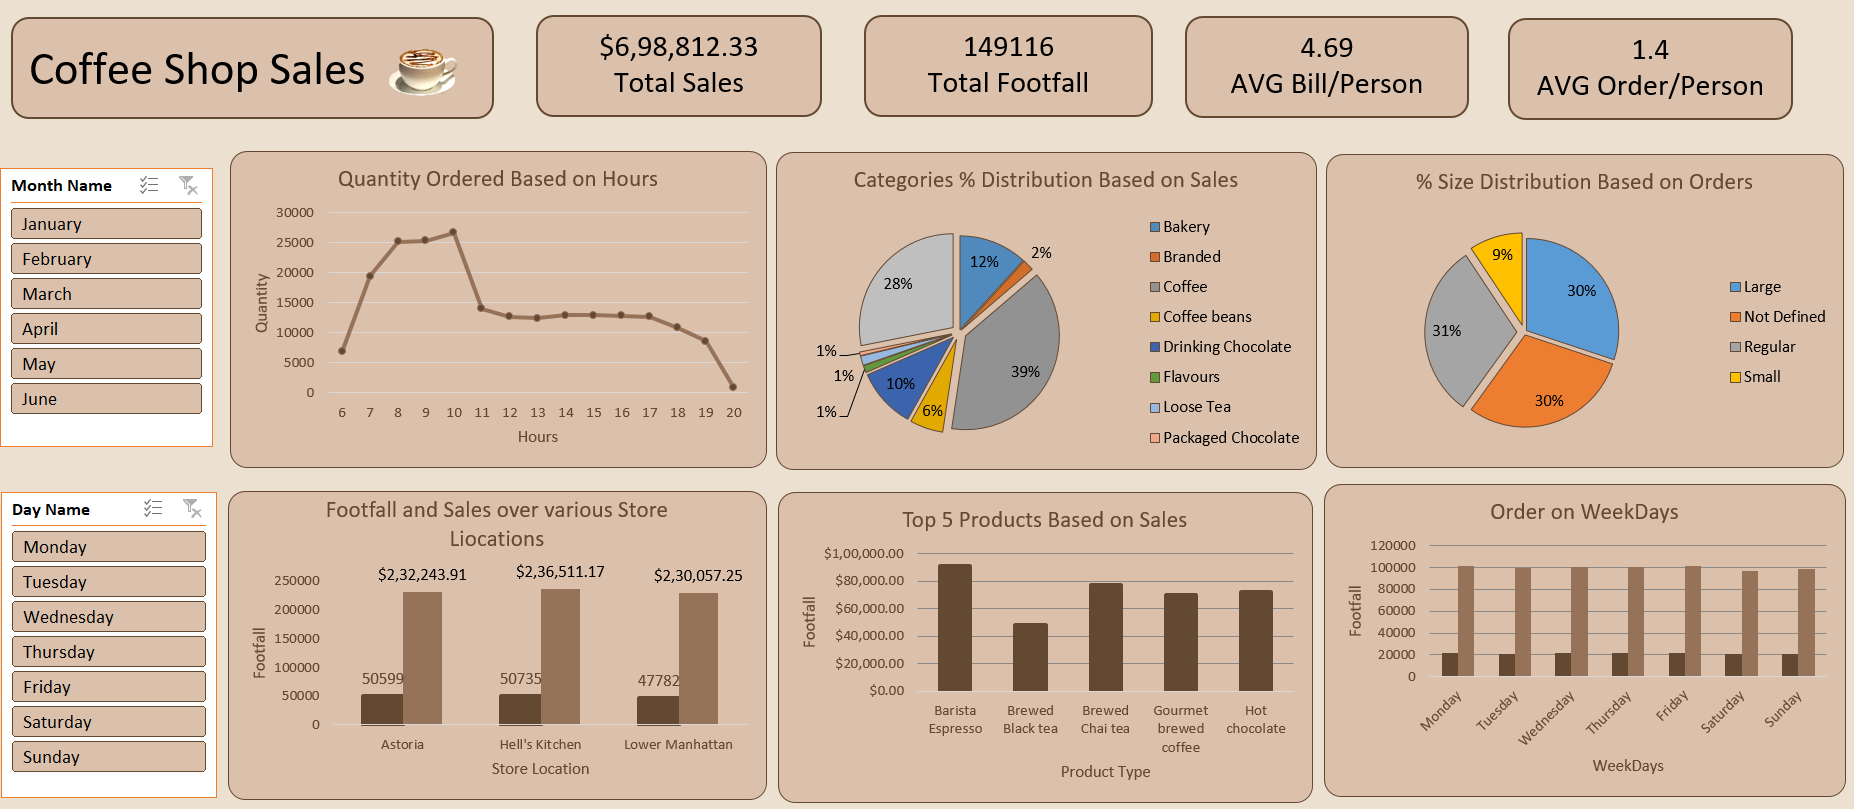 Coffee Shop Sales
$6,98,812.33
Total Sales
149116
Total Footfall
4.69
AVG Bill/Person
1.4
AVG Order/Person
Month Name
January
February
March
April
May
June
Quantity Ordered Based on Hours
30000
25000
20000
15000
10000
5000
0
Quantity
6 7 8 9 10 11 12 13 14 15 16 17 18 19 20
Hours
Categories % Distribution Based on Sales
12%
2%
28%
39%
1%
1%
1%
10%
6%
Bakery
Branded
Coffee
Coffee beans
Drinking Chocolate
Flavours
Loose Tea
Packaged Chocolate
% Size Distribution Based on Orders
9%
30%
31%
30%
Large
Not Defined
Regular
Small
Day Name
Monday
Tuesday
Wednesday
Thursday
Friday
Saturday
Sunday
Footfall and Sales over various Store
Liocations
$2,32,243.91 $2,36,511.17 $2,30,057.25
250000
200000
150000
100000
50000
0
Footfall
50599 50735 47782
Astoria Hell's Kitchen Lower Manhattan
Store Location
Top 5 Products Based on Sales
$1,00,000.00
$80,000.00
$60,000.00
$40,000.00
$20,000.00
$0.00
Footfall
Barista
Espresso
Brewed
Black tea
Brewed
Chai tea
Gourmet
brewed
coffee
Hot
chocolate
Product Type
Order on WeekDays
120000
100000
80000
60000
40000
20000
0
Footfall
Monday Tuesday Wednesday Thursday Friday Saturday Sunday
WeekDays